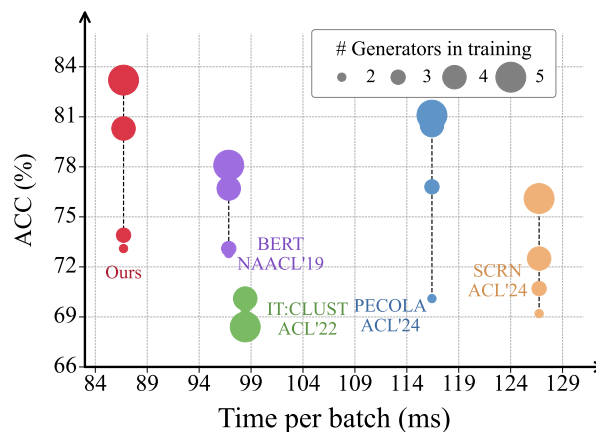 # Generators in training
2 3 4 5
84
81
78
75
72
69
66
ACC (%)
Ours
BERT
NAACL'19
IT:CLUST
ACL'22
PECOLA
ACL'24
SCRN
ACL'24
84 89 94 99 104 109 114 119 124 129
Time per batch (ms)